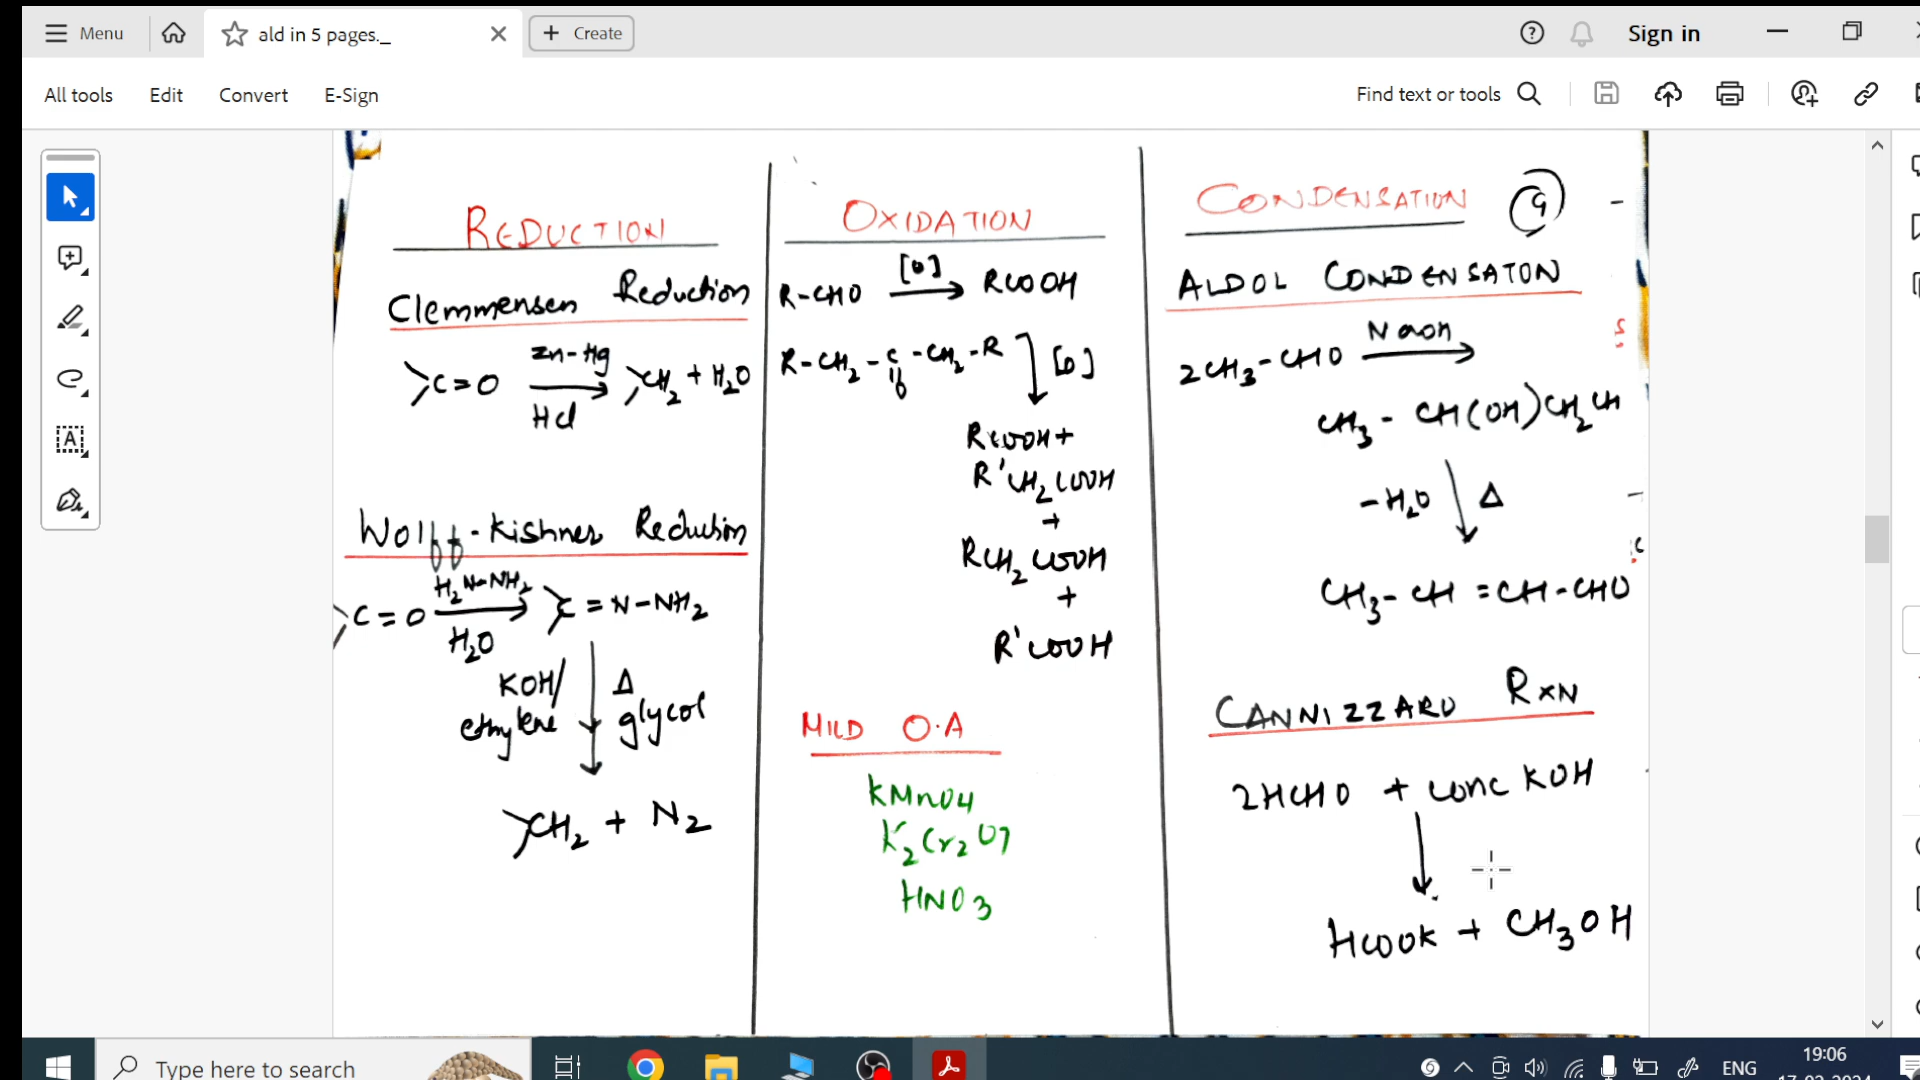 Menu
ald in 5 pages._
Create
Sign in
All tools
Edit
Convert
E-Sign
Find text or tools
REDUCTION
Clemmensen Reduction
>C=O Zn-Hg HCl >CH2 + H2O
Wolff-Kishner Reduction
>C=O H2N-NH2 H2O >C=N-NH2
KOH/ Δ
ethylene glycol
>CH2 + N2
OXIDATION
R-CHO [O] RCOOH
R-CH2-C-CH2-R [O]
O
RCOOH+
R'CH2COOH
+
RCH2COOH
+
R'COOH
MILD O.A
KMnO4
K2Cr2O7
HNO3
CONDENSATION 9
ALDOL CONDENSATON
2CH3-CHO NaOH
CH3-CH(OH)CH2CH
-H2O Δ
CH3-CH=CH-CHO
CANNIZZARO RXN
2HCHO + conc KOH
HCOOK + CH3OH
Type here to search
ENG
19:06